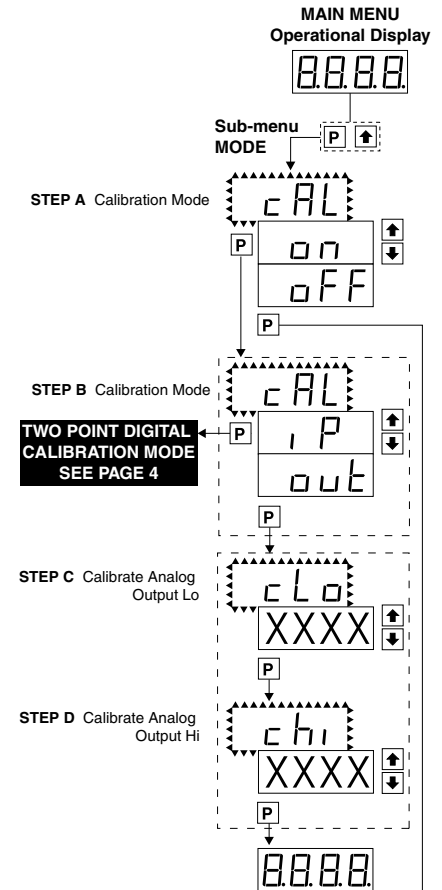 MAIN MENU
Operational Display
8.8.8.8.
Sub-menu
MODE
P
STEP A Calibration Mode
cAL
P
on
oFF
P
STEP B Calibration Mode
cAL
TWO POINT DIGITAL
CALIBRATION MODE
SEE PAGE 4
P
iP
out
P
STEP C Calibrate Analog
Output Lo
cLo
XXXX
P
STEP D Calibrate Analog
Output Hi
chi
XXXX
P
8.8.8.8.